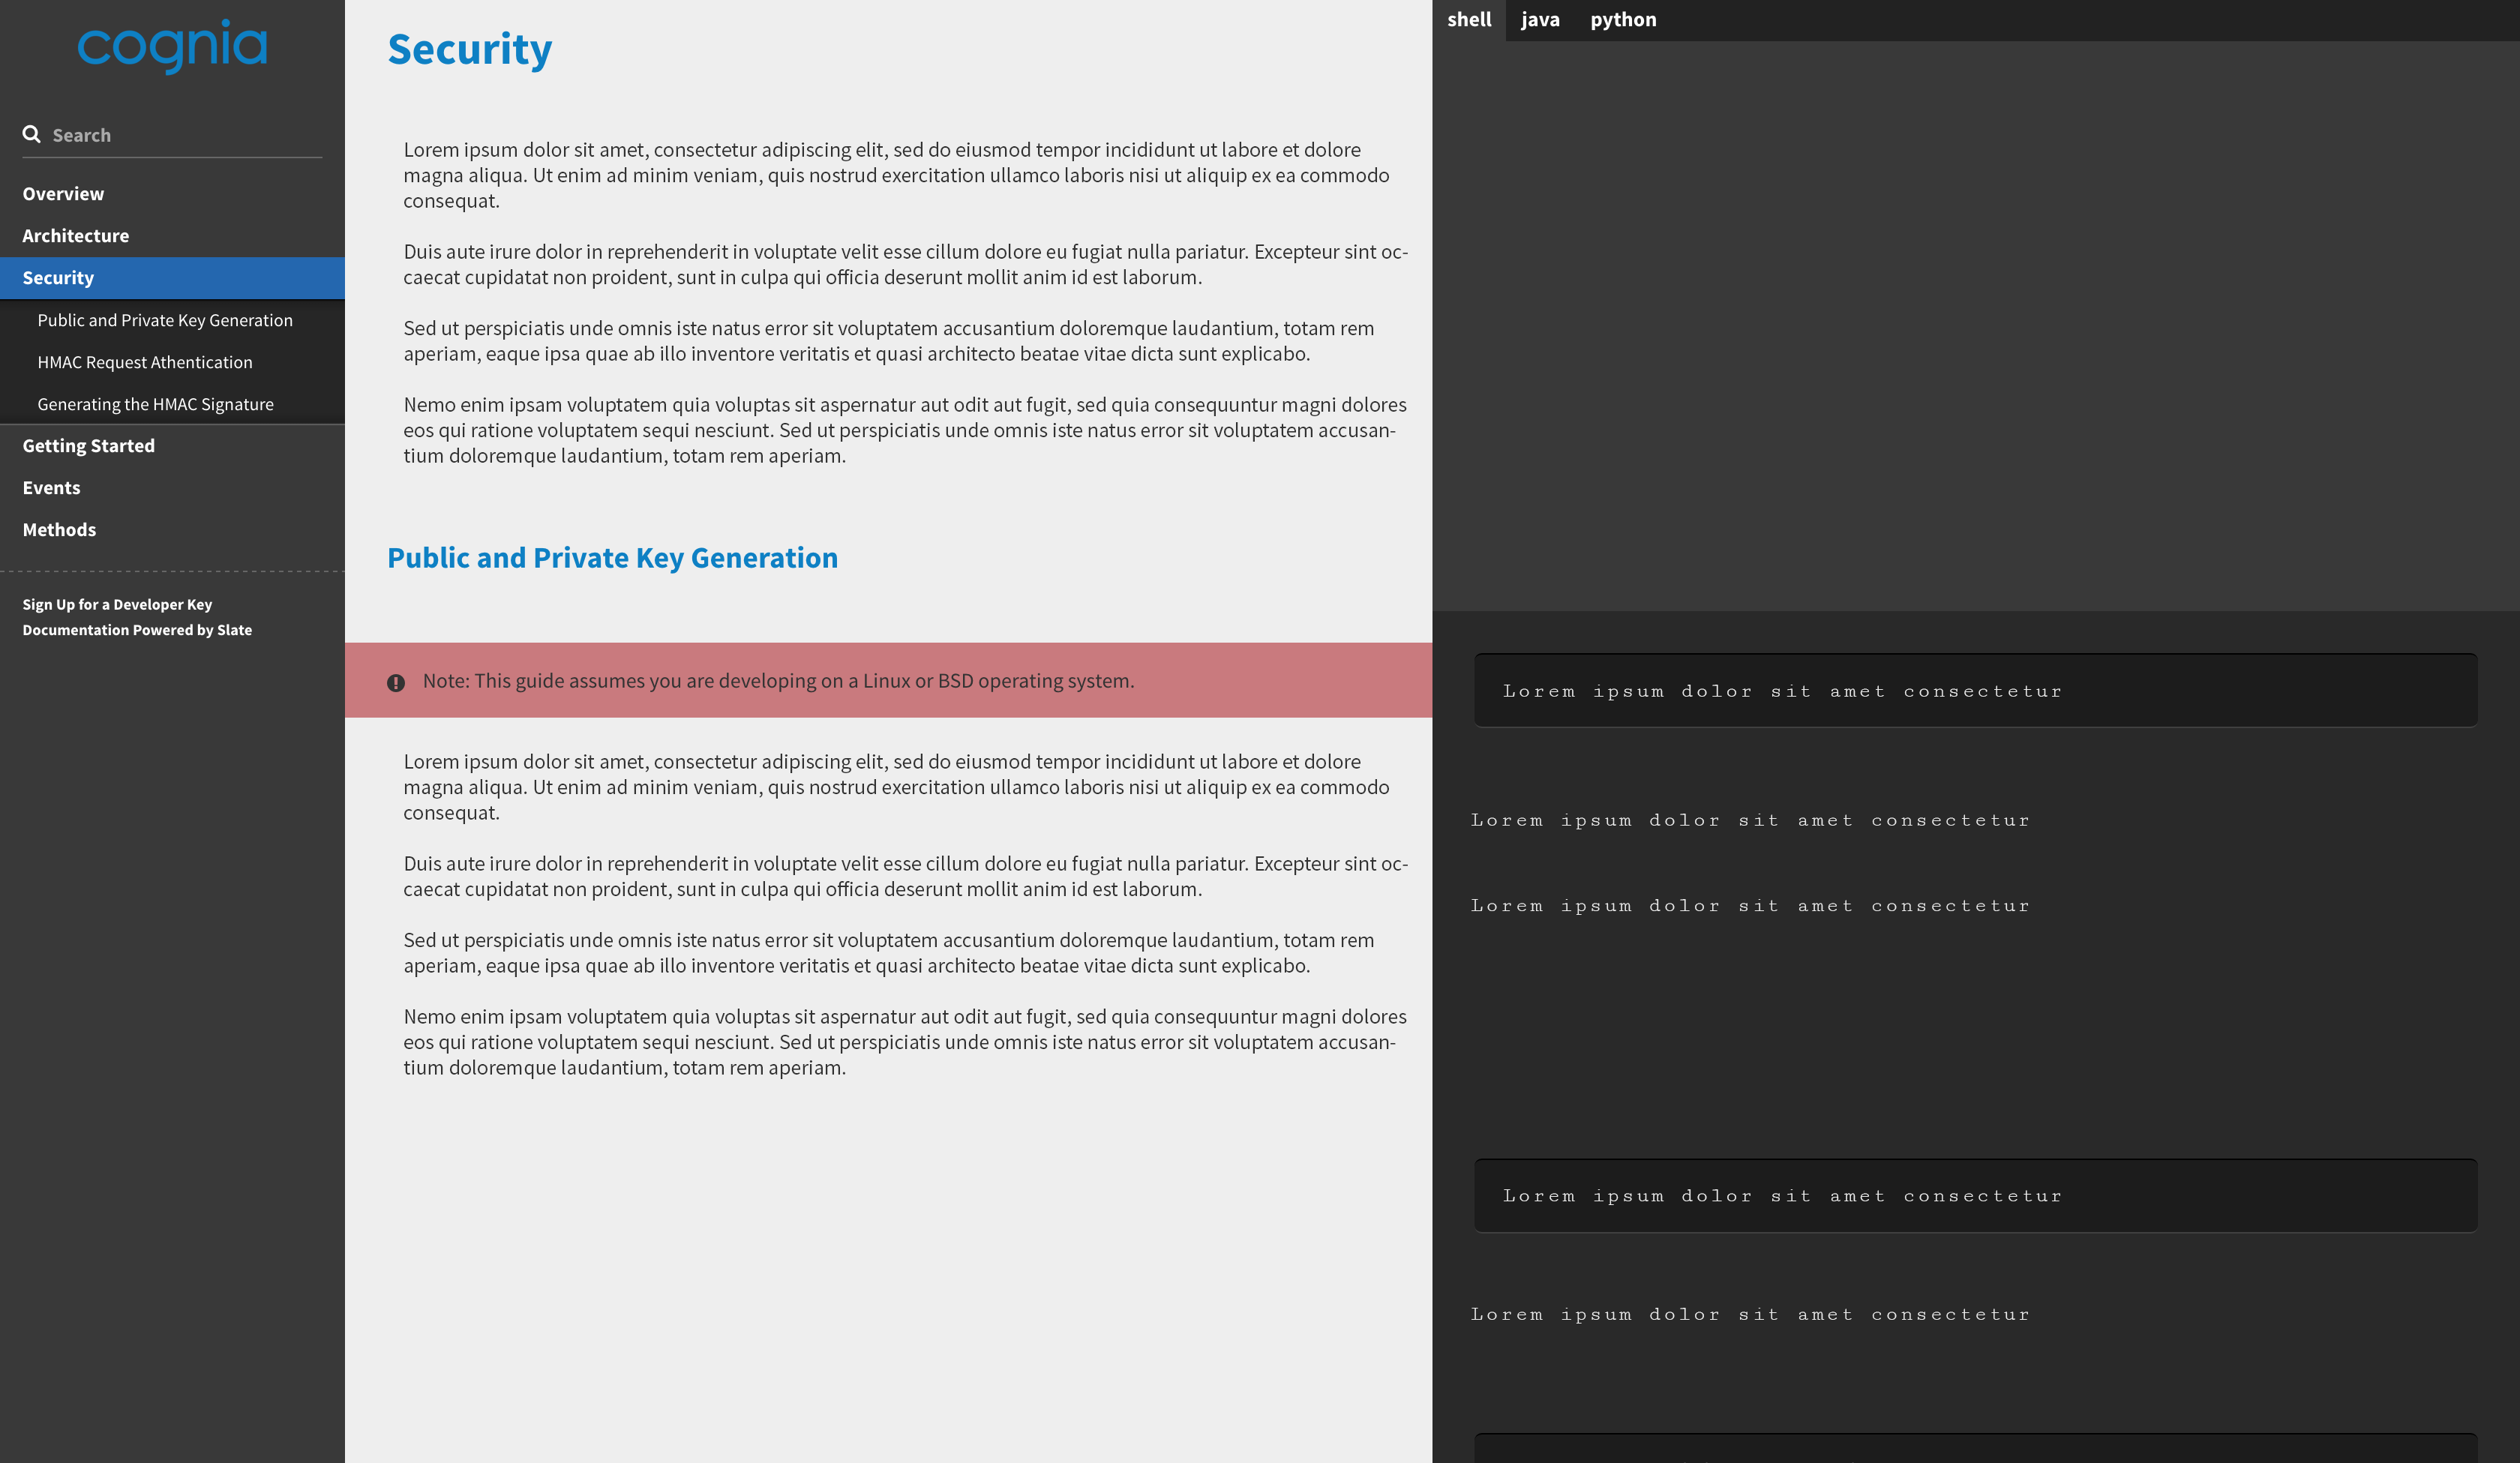 cognia
Search
Overview
Architecture
Security
Public and Private Key Generation
HMAC Request Athentication
Generating the HMAC Signature
Getting Started
Events
Methods
Sign Up for a Developer Key
Documentation Powered by Slate
Security
Lorem ipsum dolor sit amet, consectetur adipiscing elit, sed do eiusmod tempor incididunt ut labore et dolore
magna aliqua. Ut enim ad minim veniam, quis nostrud exercitation ullamco laboris nisi ut aliquip ex ea commodo
consequat.
Duis aute irure dolor in reprehenderit in voluptate velit esse cillum dolore eu fugiat nulla pariatur. Excepteur sint oc-
caecat cupidatat non proident, sunt in culpa qui officia deserunt mollit anim id est laborum.
Sed ut perspiciatis unde omnis iste natus error sit voluptatem accusantium doloremque laudantium, totam rem
aperiam, eaque ipsa quae ab illo inventore veritatis et quasi architecto beatae vitae dicta sunt explicabo.
Nemo enim ipsam voluptatem quia voluptas sit aspernatur aut odit aut fugit, sed quia consequuntur magni dolores
eos qui ratione voluptatem sequi nesciunt. Sed ut perspiciatis unde omnis iste natus error sit voluptatem accusan-
tium doloremque laudantium, totam rem aperiam.
Public and Private Key Generation
Note: This guide assumes you are developing on a Linux or BSD operating system.
Lorem ipsum dolor sit amet, consectetur adipiscing elit, sed do eiusmod tempor incididunt ut labore et dolore
magna aliqua. Ut enim ad minim veniam, quis nostrud exercitation ullamco laboris nisi ut aliquip ex ea commodo
consequat.
Duis aute irure dolor in reprehenderit in voluptate velit esse cillum dolore eu fugiat nulla pariatur. Excepteur sint oc-
caecat cupidatat non proident, sunt in culpa qui officia deserunt mollit anim id est laborum.
Sed ut perspiciatis unde omnis iste natus error sit voluptatem accusantium doloremque laudantium, totam rem
aperiam, eaque ipsa quae ab illo inventore veritatis et quasi architecto beatae vitae dicta sunt explicabo.
Nemo enim ipsam voluptatem quia voluptas sit aspernatur aut odit aut fugit, sed quia consequuntur magni dolores
eos qui ratione voluptatem sequi nesciunt. Sed ut perspiciatis unde omnis iste natus error sit voluptatem accusan-
tium doloremque laudantium, totam rem aperiam.
shell java python
Lorem ipsum dolor sit amet consectetur
Lorem ipsum dolor sit amet consectetur
Lorem ipsum dolor sit amet consectetur
Lorem ipsum dolor sit amet consectetur
Lorem ipsum dolor sit amet consectetur